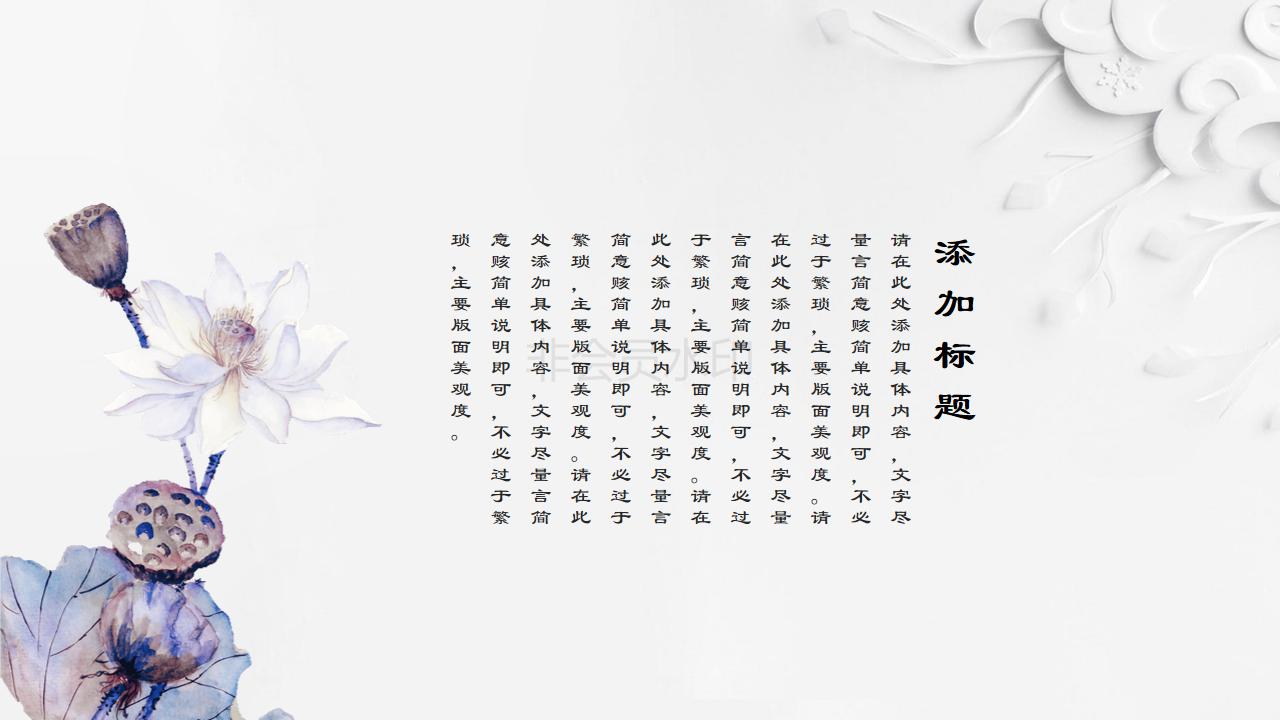 添加标题
请在此处添加具体内容，文字尽
量言简意赅简单说明即可，不必
过于繁琐，主要版面美观度。请
在此处添加具体内容，文字尽量
言简意赅简单说明即可，不必过
于繁琐，主要版面美观度。请在
此处添加具体内容，文字尽量言
简意赅简单说明即可，不必过于
繁琐，主要版面美观度。请在此
处添加具体内容，文字尽量言简
意赅简单说明即可，不必过于繁
琐，主要版面美观度。
非会员水印